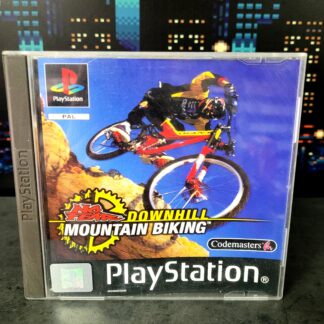 PlayStation
PAL
PlayStation
No Fear
DOWNHILL
MOUNTAIN BIKING
Codemasters
PlayStation®